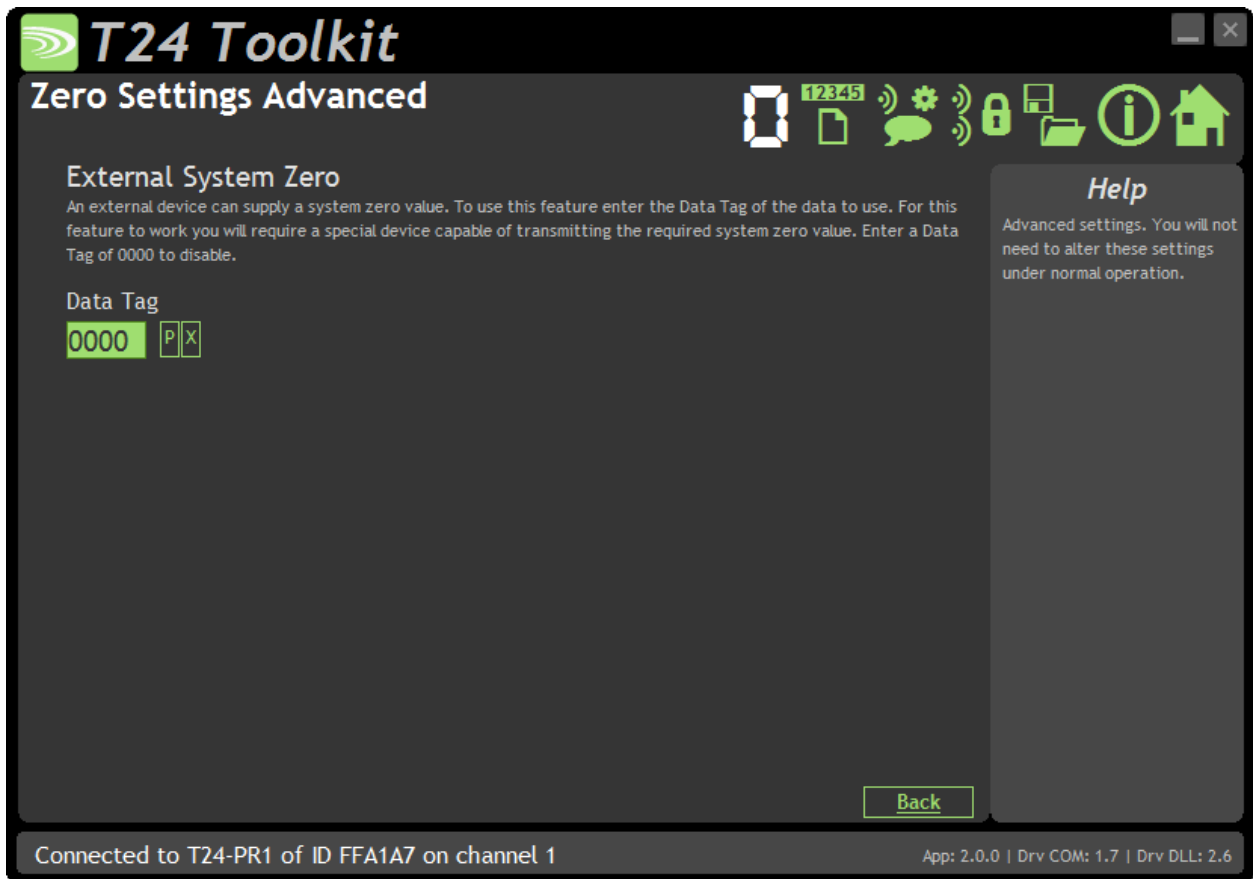 T24 Toolkit
Zero Settings Advanced
0
12345
External System Zero
An external device can supply a system zero value. To use this feature enter the Data Tag of the data to use. For this
feature to work you will require a special device capable of transmitting the required system zero value. Enter a Data
Tag of 0000 to disable.
Data Tag
0000 P X
Help
Advanced settings. You will not
need to alter these settings
under normal operation.
Back
Connected to T24-PR1 of ID FFA1A7 on channel 1
App: 2.0.0 | Drv COM: 1.7 | Drv DLL: 2.6